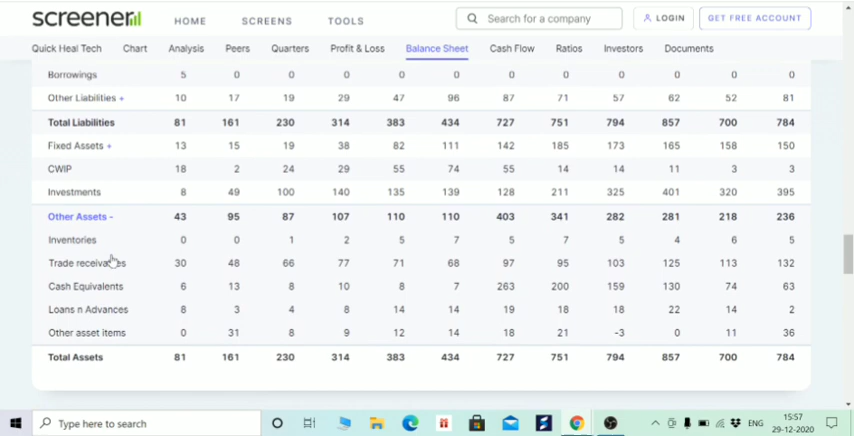 screener HOME SCREENS TOOLS Search for a company LOGIN GET FREE ACCOUNT
Quick Heal Tech Chart Analysis Peers Quarters Profit & Loss Balance Sheet Cash Flow Ratios Investors Documents
Borrowings 5 0 0 0 0 0 0 0 0 0 0 0
Other Liabilities + 10 17 19 29 47 96 87 71 57 62 52 81
Total Liabilities 81 161 230 314 383 434 727 751 794 857 700 784
Fixed Assets + 13 15 19 38 82 111 142 185 173 165 158 150
CWIP 18 2 24 29 55 74 55 14 14 11 3 3
Investments 8 49 100 140 135 139 128 211 325 401 320 395
Other Assets - 43 95 87 107 110 110 403 341 282 281 218 236
Inventories 0 0 1 2 5 7 5 7 5 4 6 5
Trade receivables 30 48 66 77 71 68 97 95 103 125 113 132
Cash Equivalents 6 13 8 10 8 7 263 200 159 130 74 63
Loans n Advances 8 3 4 8 14 14 19 18 18 22 14 2
Other asset items 0 31 8 9 12 14 18 21 -3 0 11 36
Total Assets 81 161 230 314 383 434 727 751 794 857 700 784
Type here to search ENG 15:57
29-12-2020